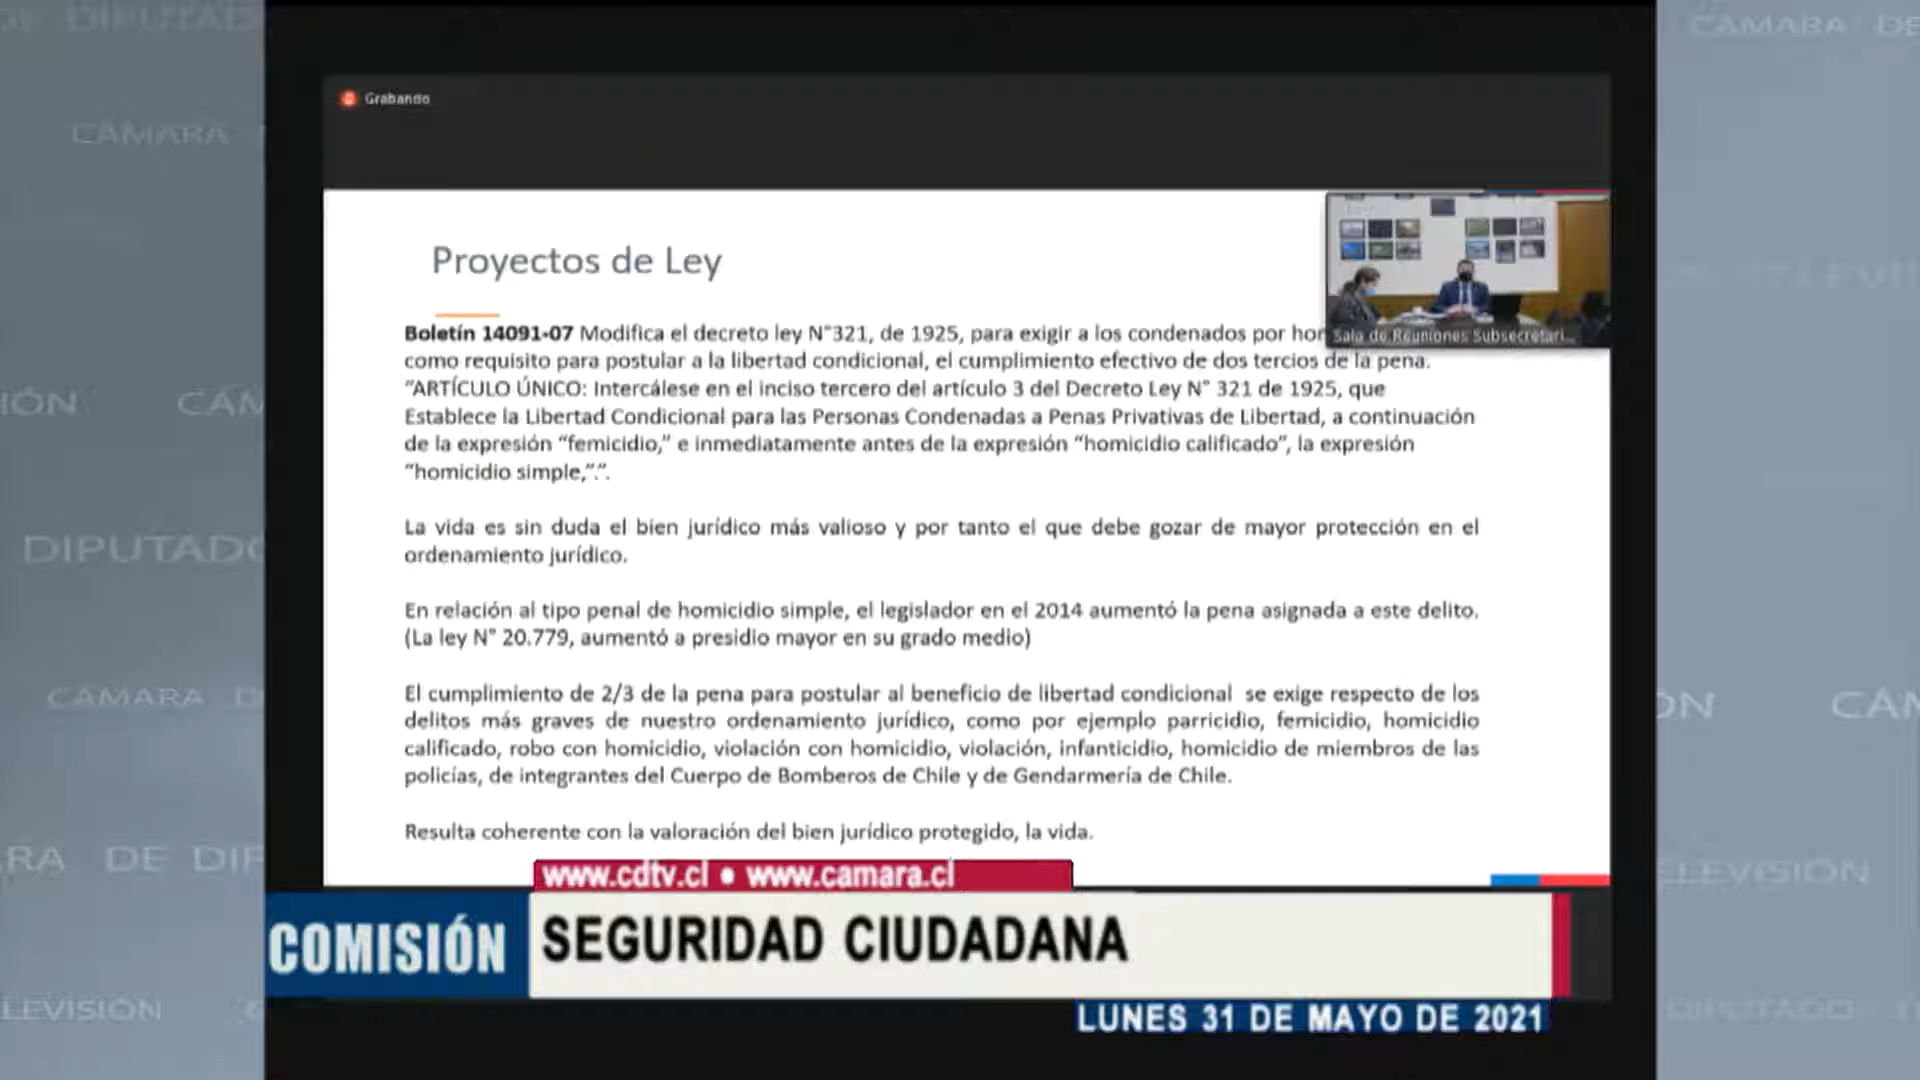 DE DIPUTAD
CÁMARA DE
Grabando
CÁMARA
Proyectos de Ley
Boletín 14091-07 Modifica el decreto ley N°321, de 1925, para exigir a los condenados por
Sala de Reuniones Subsecretari...
como requisito para postular a la libertad condicional, el cumplimiento efectivo de dos tercios de la pena.
"ARTÍCULO ÚNICO: Intercálese en el inciso tercero del artículo 3 del Decreto Ley N° 321 de 1925, que
Establece la Libertad Condicional para las Personas Condenadas a Penas Privativas de Libertad, a continuación
de la expresión "femicidio," e inmediatamente antes de la expresión "homicidio calificado", la expresión
"homicidio simple,".".
La vida es sin duda el bien jurídico más valioso y por tanto el que debe gozar de mayor protección en el
ordenamiento jurídico.
DIPUTADO
En relación al tipo penal de homicidio simple, el legislador en el 2014 aumentó la pena asignada a este delito.
(La ley N° 20.779, aumentó a presidio mayor en su grado medio)
CÁMARA
El cumplimiento de 2/3 de la pena para postular al beneficio de libertad condicional se exige respecto de los
delitos más graves de nuestro ordenamiento jurídico, como por ejemplo parricidio, femicidio, homicidio
calificado, robo con homicidio, violación con homicidio, violación, infanticidio, homicidio de miembros de las
policías, de integrantes del Cuerpo de Bomberos de Chile y de Gendarmería de Chile.
Resulta coherente con la valoración del bien jurídico protegido, la vida.
www.cdtv.cl • www.camara.cl
COMISIÓN
SEGURIDAD CIUDADANA
LUNES 31 DE MAYO DE 2021